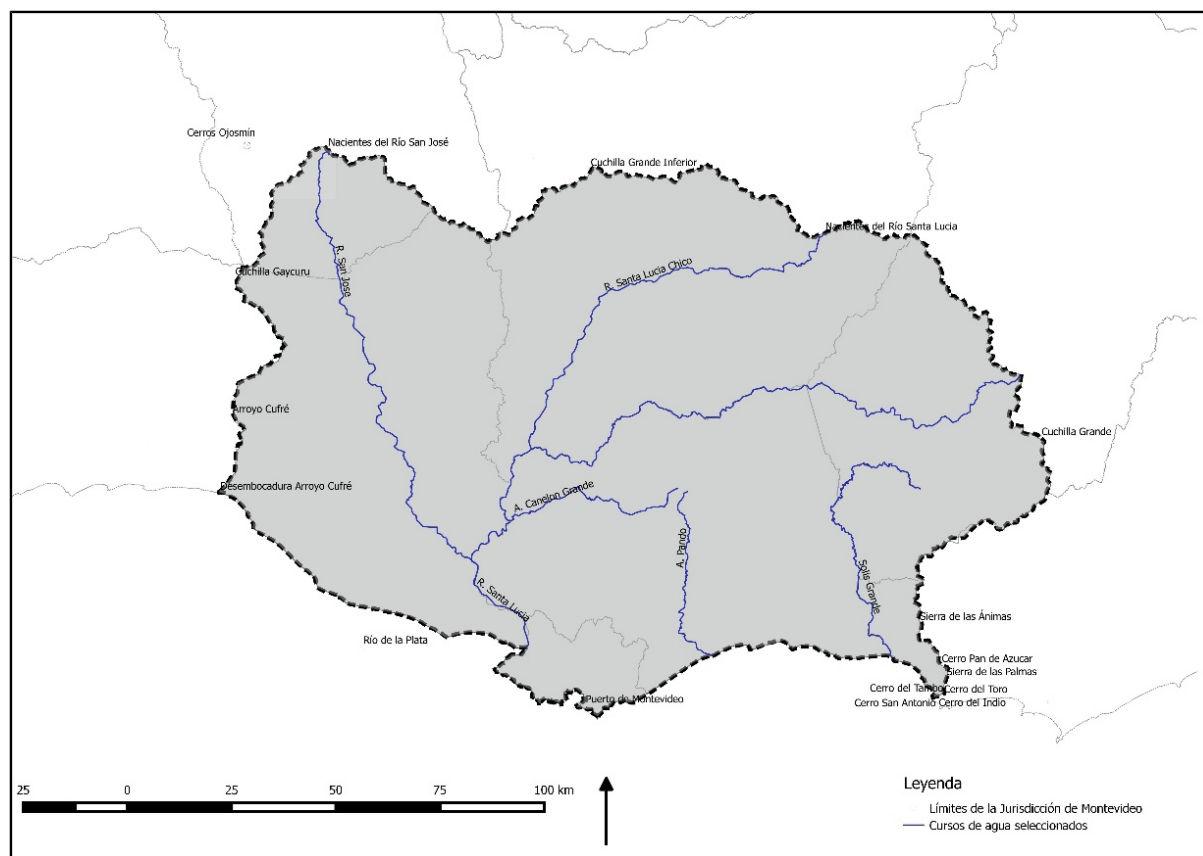 Cerros Ojosmín
Nacientes del Río San José
Cuchilla Grande Inferior
Nacientes del Río Santa Lucia
Cuchilla Gaycuru
R. San Jose
R. Santa Lucia Chico
Arroyo Cufré
Cuchilla Grande
Desembocadura Arroyo Cufré
A. Canelon Grande
A. Pando
Solis Grande
R. Santa Lucia
Sierra de las Ánimas
Río de la Plata
Cerro Pan de Azucar
Sierra de las Palmas
Cerro del Tambo
Cerro del Toro
Puerto de Montevideo
Cerro San Antonio
Cerro del Indio
25 0 25 50 75 100 km
Leyenda
Límites de la Jurisdicción de Montevideo
Cursos de agua seleccionados